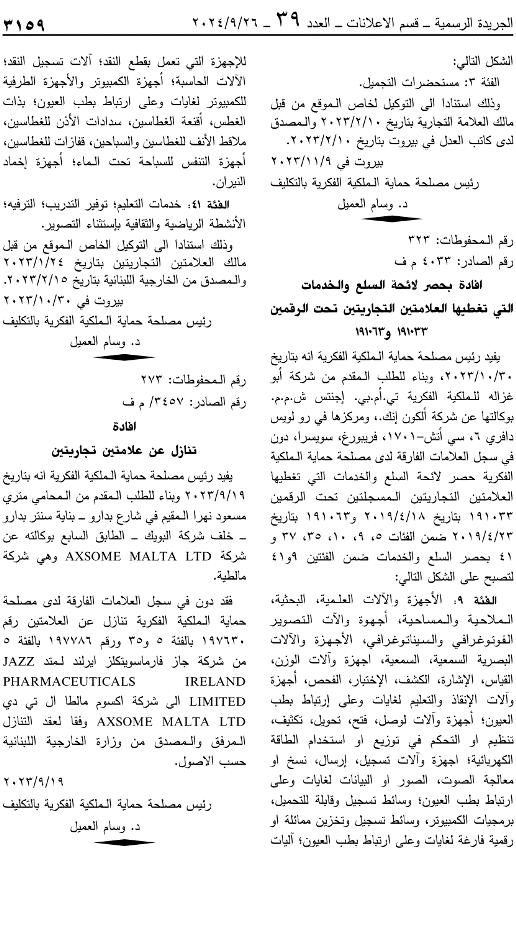 الجريدة الرسمية ــ قسم الاعلانات ــ العدد ٣٩ ــ ٢٠٢٤/٩/٢٦
٣١٥٩
الشكل التالي:
الفئة ٣: مستحضرات التجميل.
وذلك استنادا الى التوكيل لخاص الموقع من قبل
مالك العلامة التجارية بتاريخ ٢٠٢٣/٢/١٠ والمصدق
لدى كاتب العدل في بيروت بتاريخ ٢٠٢٣/٢/١٠.
بيروت في ٢٠٢٣/١١/٩
رئيس مصلحة حماية الملكية الفكرية بالتكليف
د. وسام العميل
رقم المحفوظات: ٣٢٣
رقم الصادر: ٤٠٣٣ م ف
افادة بحصر لائحة السلع والخدمات
التي تغطيها العلامتين التجاريتين تحت الرقمين
١٩١٠٣٣ و١٩١٠٦٣
يفيد رئيس مصلحة حماية الملكية الفكرية انه بتاريخ
٢٠٢٣/١٠/٣٠، وبناء للطلب المقدم من شركة أبو
غزاله للملكية الفكرية تي.أم.بي. إجنتس ش.م.م.
بوكالتها عن شركة ألكون إنك.، ومركزها في رو لويس
دافري ٦، سي أتش–١٧٠١، فريبورغ، سويسرا، دون
في سجل العلامات الفارقة لدى مصلحة حماية الملكية
الفكرية حصر لائحة السلع والخدمات التي تغطيها
العلامتين التجاريتين المسجلتين تحت الرقمين
١٩١٠٣٣ بتاريخ ٢٠١٩/٤/١٨ و١٩١٠٦٣ بتاريخ
٢٠١٩/٤/٢٣ ضمن الفئات ٥، ٩، ١٠، ٣٥، ٣٧ و
٤١ بحصر السلع والخدمات ضمن الفئتين ٩ و٤١
لتصبح على الشكل التالي:
الفئة ٩: الأجهزة والآلات العلمية، البحثية،
الملاحية والمساحية، أجهوة وآلات التصوير
الفوتوغرافي والسيناتوغرافي، الأجهزة والآلات
البصرية السمعية، السمعية، اجهزة وآلات الوزن،
القياس، الإشارة، الكشف، الإختبار، الفحص، أجهزة
وآلات الإنقاذ والتعليم لغايات وعلى إرتباط بطب
العيون؛ أجهزة وآلات لوصل، فتح، تحويل، تكثيف،
تنظيم او التحكم في توزيع او استخدام الطاقة
الكهربائية؛ اجهزة وآلات تسجيل، إرسال، نسخ او
معالجة الصوت، الصور او البيانات لغايات وعلى
ارتباط بطب العيون؛ وسائط تسجيل وقابلة للتحميل،
برمجيات الكمبيوتر، وسائط تسجيل وتخزين مماثلة او
رقمية فارغة لغايات وعلى ارتباط بطب العيون؛ آليات
للإجهزة التي تعمل بقطع النقد؛ آلات تسجيل النقد؛
الآلات الحاسبة؛ أجهزة الكمبيوتر والأجهزة الطرفية
للكمبيوتر لغايات وعلى ارتباط بطب العيون؛ بذات
الغطس، أقنعة الغطاسين، سدادات الأذن للغطاسين،
ملاقط الأنف للغطاسين والسباحين، قفازات للغطاسين،
أجهزة التنفس للسباحة تحت الماء؛ أجهزة إخماد
النيران.
الفئة ٤١: خدمات التعليم؛ توفير التدريب؛ الترفيه؛
الأنشطة الرياضية والثقافية بإستثناء التصوير.
وذلك استنادا الى التوكيل الخاص الموقع من قبل
مالك العلامتين التجاريتين بتاريخ ٢٠٢٣/١/٢٤
والمصدق من الخارجية اللبنانية بتاريخ ٢٠٢٣/٢/١٥.
بيروت في ٢٠٢٣/١٠/٣٠
رئيس مصلحة حماية الملكية الفكرية بالتكليف
د. وسام العميل
رقم المحفوظات: ٢٧٣
رقم الصادر: ٣٤٥٧/ م ف
افادة
تنازل عن علامتين تجاريتين
يفيد رئيس مصلحة حماية الملكية الفكرية انه بتاريخ
٢٠٢٣/٩/١٩ وبناء للطلب المقدم من المحامي متري
مسعود نهرا المقيم في شارع بدارو ــ بناية سنتر بدارو
ــ خلف شركة البويك ــ الطابق السابع بوكالته عن
شركة AXSOME MALTA LTD وهي شركة
مالطية.
فقد دون في سجل العلامات الفارقة لدى مصلحة
حماية الملكية الفكرية تنازل عن العلامتين رقم
١٩٧٦٣٠ بالفئة ٥ و٣٥ ورقم ١٩٧٧٨٦ بالفئة ٥
من شركة جاز فارماسويتكلز ايرلند لمتد JAZZ
PHARMACEUTICALS IRELAND
LIMITED الى شركة اكسوم مالطا ال تي دي
AXSOME MALTA LTD وفقا لعقد التنازل
المرفق والمصدق من وزارة الخارجية اللبنانية
حسب الاصول.
٢٠٢٣/٩/١٩
رئيس مصلحة حماية الملكية الفكرية بالتكليف
د. وسام العميل